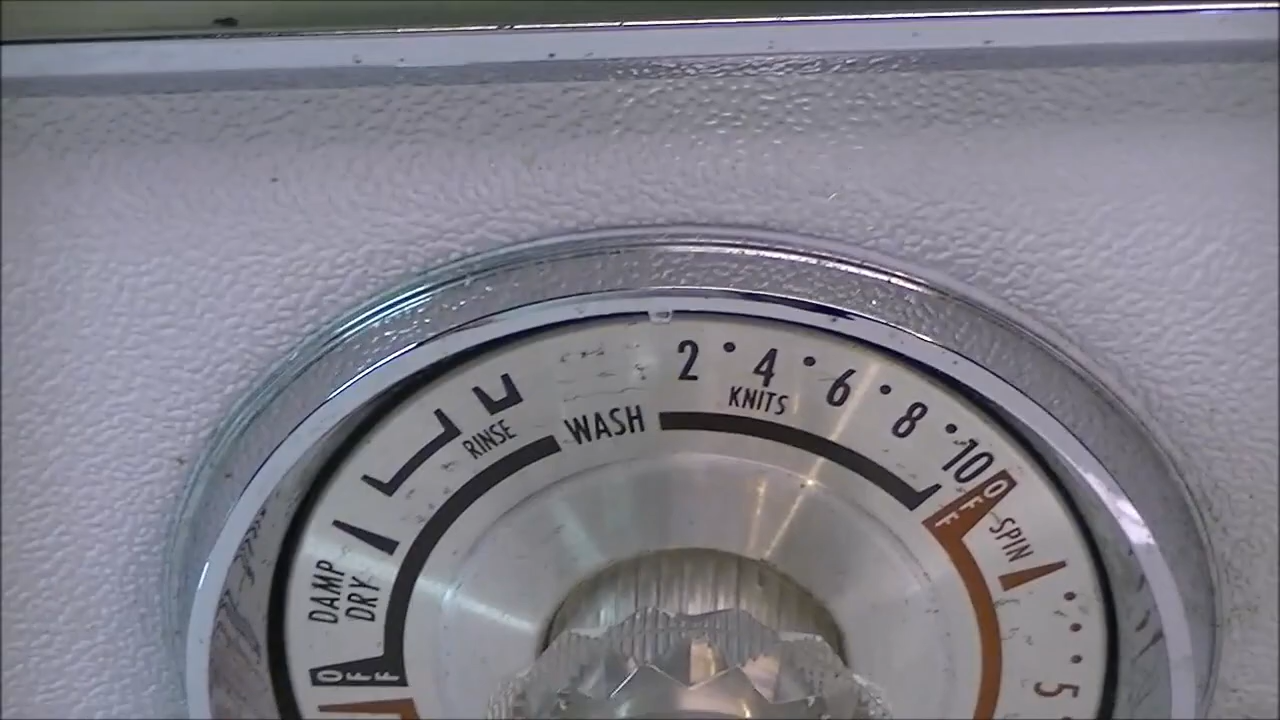 2 • 4 • 6 • 8 • 10
KNITS
WASH
RINSE
DAMP
DRY
OFF
OFF
SPIN
5